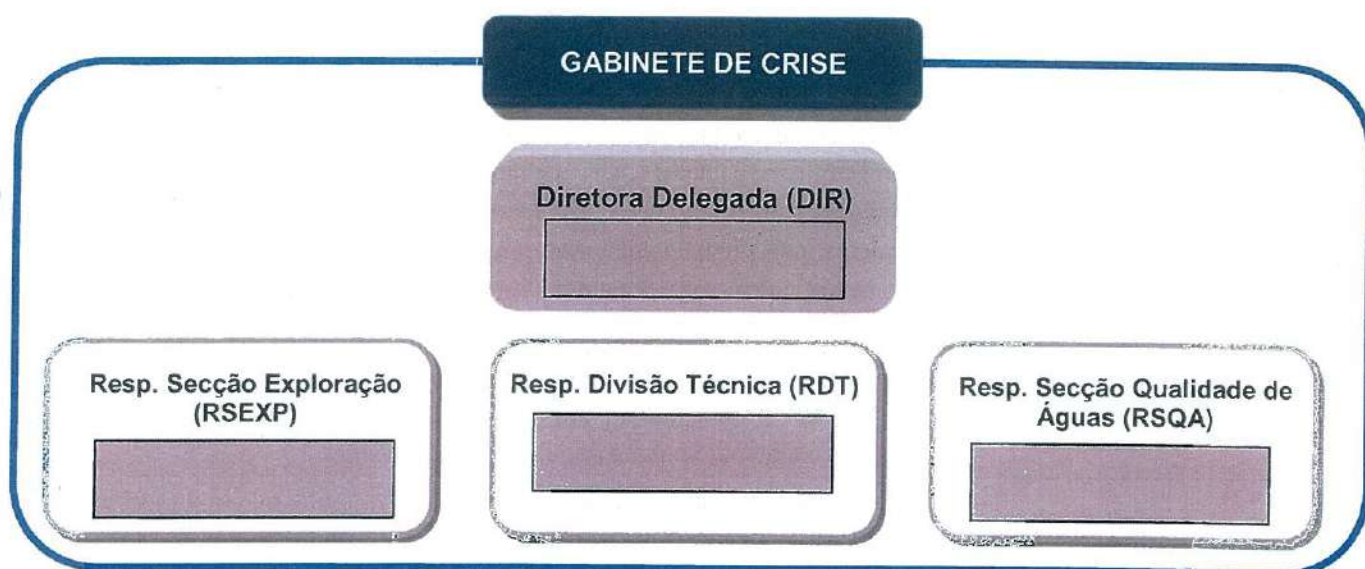 GABINETE DE CRISE
Diretora Delegada (DIR)
Resp. Secção Exploração
(RSEXP)
Resp. Divisão Técnica (RDT)
Resp. Secção Qualidade de
Águas (RSQA)